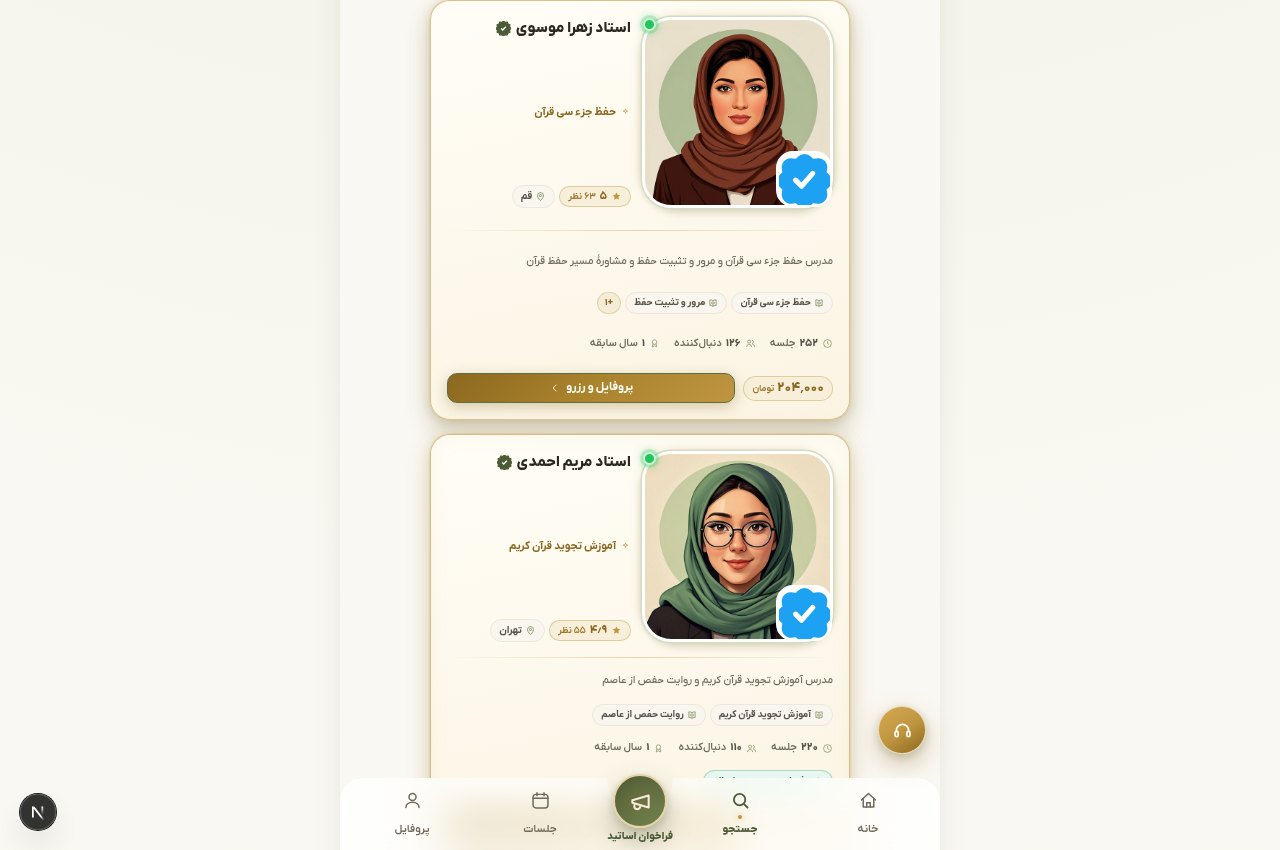 استاد زهرا موسوی
حفظ جزء سی قرآن
۵ ۶۳ نظر قم
مدرس حفظ جزء سی قرآن و مرور و تثبیت حفظ و مشاورهٔ مسیر حفظ قرآن
حفظ جزء سی قرآن مرور و تثبیت حفظ +۱
۲۵۲ جلسه ۱۲۶ دنبال‌کننده ۱ سال سابقه
۲۰۴,۰۰۰ تومان پروفایل و رزرو
استاد مریم احمدی
آموزش تجوید قرآن کریم
۴٫۹ ۵۵ نظر تهران
مدرس آموزش تجوید قرآن کریم و روایت حفص از عاصم
آموزش تجوید قرآن کریم روایت حفص از عاصم
۲۲۰ جلسه ۱۱۰ دنبال‌کننده ۱ سال سابقه
خانه جستجو فراخوان اساتید جلسات پروفایل
N